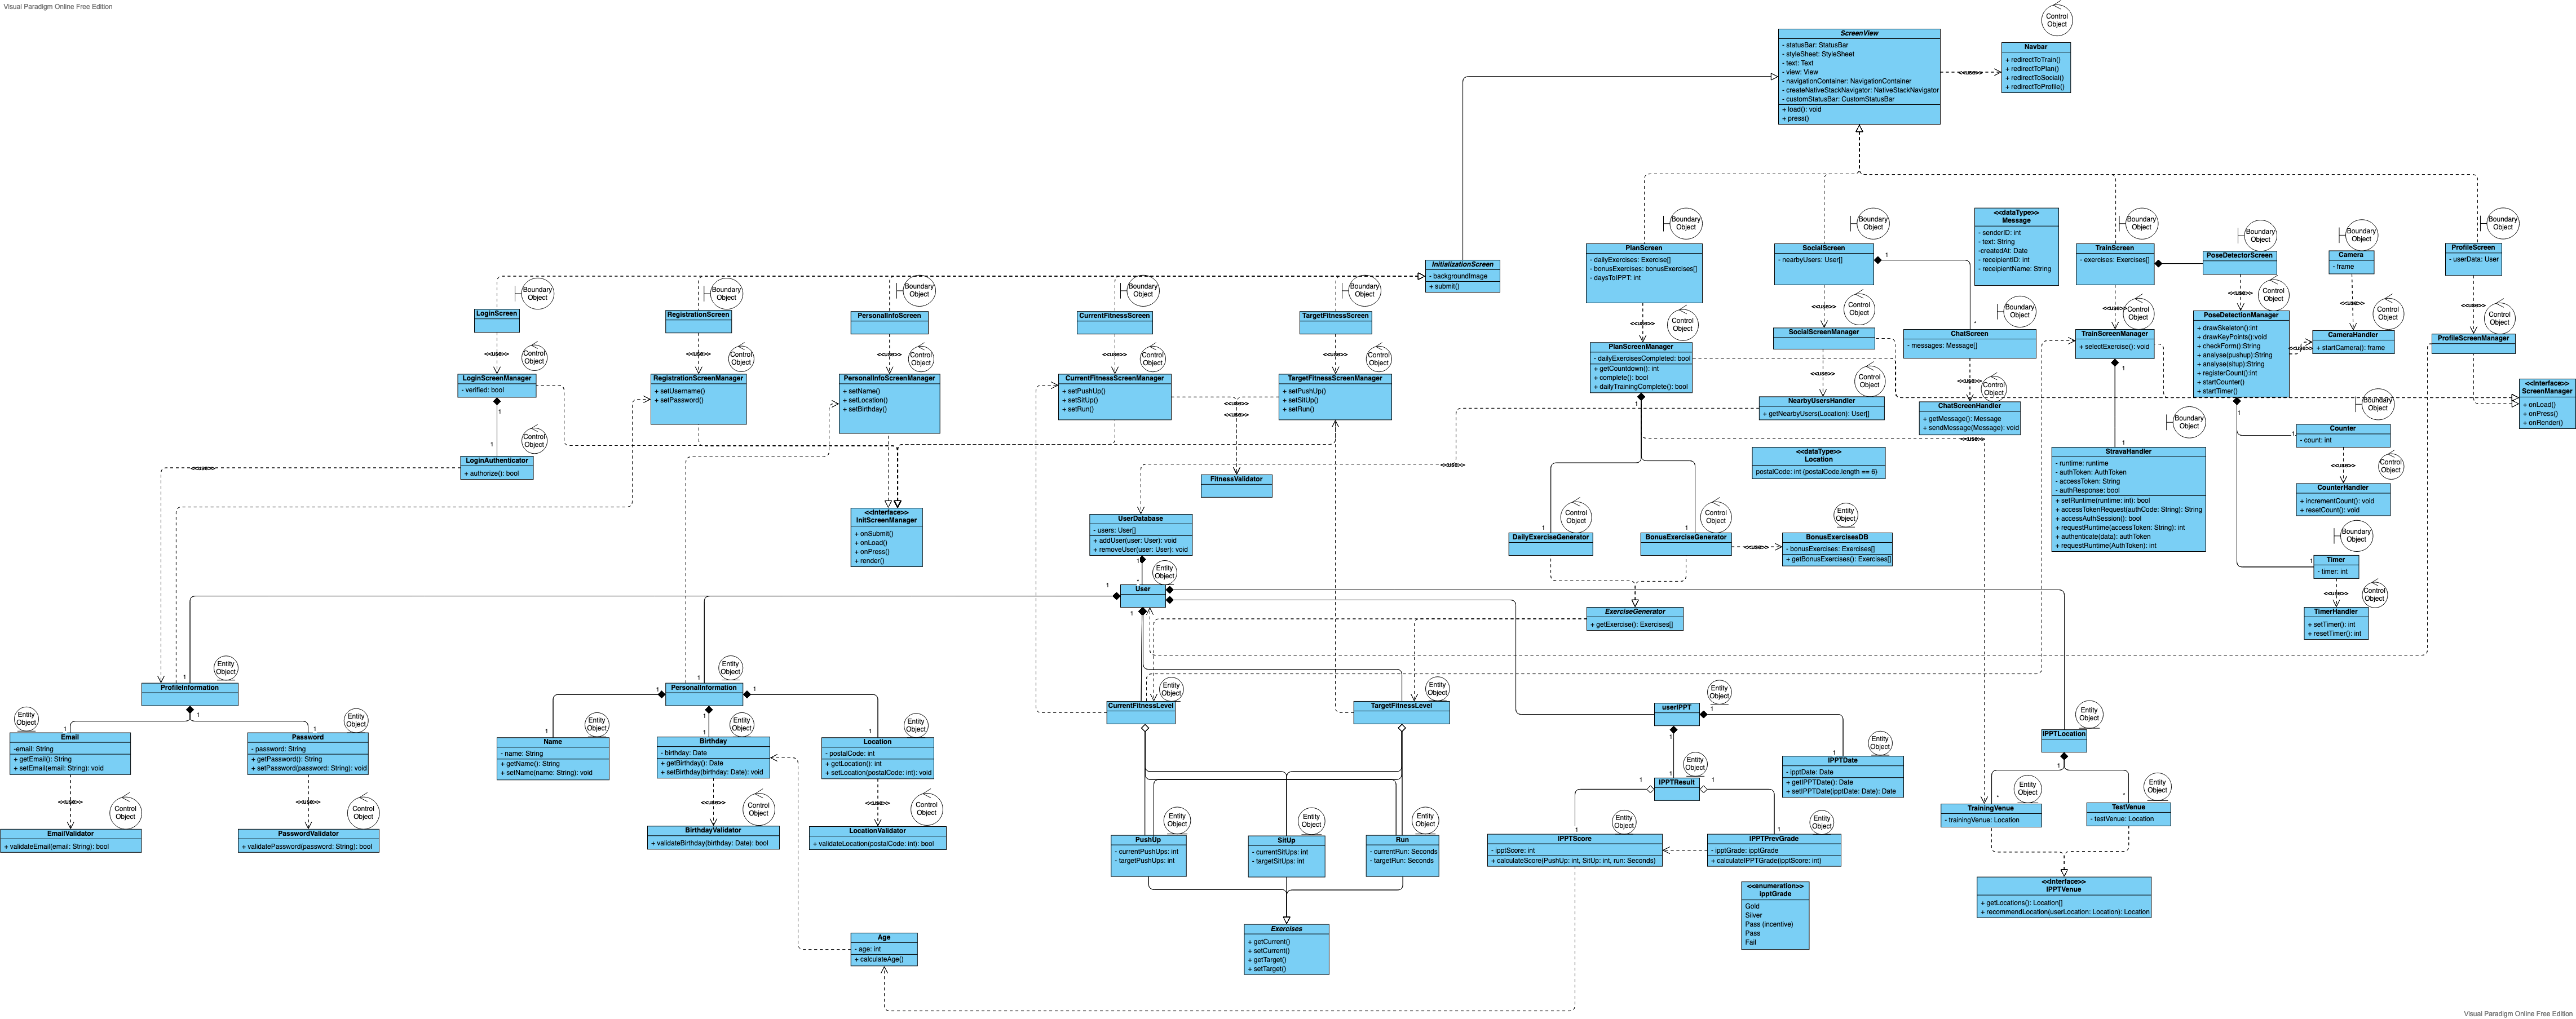 Visual Paradigm Online Free Edition
Control
Object
ScreenView
- statusBar: StatusBar
- styleSheet: StyleSheet
- text: Text
- view: View
- navigationContainer: NavigationContainer
- createNativeStackNavigator: NativeStackNavigator
- customStatusBar: CustomStatusBar
+ load(): void
+ press()
<<use>>
Navbar
+ redirectToTrain()
+ redirectToPlan()
+ redirectToSocial()
+ redirectToProfile()
InitializationScreen
- backgroundImage
+ submit()
Boundary
Object
PlanScreen
- dailyExercises: Exercise[]
- bonusExercises: bonusExercises[]
- daysToIPPT: int
Boundary
Object
SocialScreen
- nearbyUsers: User[]
1
<<dataType>>
Message
- senderID: int
- text: String
-createdAt: Date
- receipientID: int
- receipientName: String
Boundary
Object
TrainScreen
- exercises: Exercises[]
Boundary
Object
PoseDetectorScreen
Boundary
Object
Camera
- frame
Boundary
Object
ProfileScreen
- userData: User
Boundary
Object
LoginScreen
Boundary
Object
RegistrationScreen
Boundary
Object
PersonalInfoScreen
Boundary
Object
CurrentFitnessScreen
Boundary
Object
TargetFitnessScreen
<<use>>
Control
Object
LoginScreenManager
- verified: bool
1
1
Control
Object
LoginAuthenticator
+ authorize(): bool
<<use>>
<<use>>
Control
Object
RegistrationScreenManager
+ setUsername()
+ setPassword()
<<use>>
Control
Object
PersonalInfoScreenManager
+ setName()
+ setLocation()
+ setBirthday()
<<use>>
Control
Object
CurrentFitnessScreenManager
+ setPushUp()
+ setSitUp()
+ setRun()
<<use>>
Control
Object
TargetFitnessScreenManager
+ setPushUp()
+ setSitUp()
+ setRun()
<<use>>
<<use>>
FitnessValidator
<<Interface>>
InitScreenManager
+ onSubmit()
+ onLoad()
+ onPress()
+ render()
<<use>>
Control
Object
PlanScreenManager
- dailyExercisesCompleted: bool
+ getCountdown(): int
+ complete(): bool
+ dailyTrainingComplete(): bool
1
<<use>>
Control
Object
SocialScreenManager
<<use>>
Control
Object
NearbyUsersHandler
+ getNearbyUsers(Location): User[]
<<use>>
*
Boundary
Object
ChatScreen
- messages: Message[]
<<use>>
Control
Object
ChatScreenHandler
+ getMessage(): Message
+ sendMessage(Message): void
<<use>>
<<use>>
Control
Object
TrainScreenManager
+ selectExercise(): void
1
1
Boundary
Object
StravaHandler
- runtime: runtime
- authToken: AuthToken
- accessToken: String
- authResponse: bool
+ setRuntime(runtime: int): bool
+ accessTokenRequest(authCode: String): String
+ accessAuthSession(): bool
+ requestRuntime(accessToken: String): int
+ authenticate(data): authToken
+ requestRuntime(AuthToken): int
<<use>>
Control
Object
PoseDetectionManager
+ drawSkeleton():int
+ drawKeyPoints():void
+ checkForm():String
+ analyse(pushup):String
+ analyse(situp):String
+ registerCount():int
+ startCounter()
+ startTimer()
1
<<use>>
<<use>>
Control
Object
CameraHandler
+ startCamera(): frame
Boundary
Object
1
Counter
- count: int
<<use>>
Control
Object
CounterHandler
+ incrementCount(): void
+ resetCount(): void
Boundary
Object
1
Timer
- timer: int
<<use>>
Control
Object
TimerHandler
+ setTimer(): int
+ resetTimer(): int
<<use>>
Control
Object
ProfileScreenManager
<<Interface>>
ScrenManager
+ onLoad()
+ onPress()
+ onRender()
<<dataType>>
Location
postalCode: int {postalCode.length == 6}
1
Control
Object
DailyExerciseGenerator
1
Control
Object
BonusExerciseGenerator
<<use>>
Entity
Object
BonusExercisesDB
- bonusExercises: Exercises[]
+ getBonusExercises(): Exercises[]
ExerciseGenerator
+ getExercise(): Exercises[]
UserDatabase
- users: User[]
+ addUser(user: User): void
+ removeUser(user: User): void
1
*
Entity
Object
User
1
1
1
1
Entity
Object
ProfileInformation
1
Entity
Object
1
Email
-email: String
+ getEmail(): String
+ setEmail(email: String): void
<<use>>
Control
Object
EmailValidator
+ validateEmail(email: String): bool
Entity
Object
1
Password
- password: String
+ getPassword(): String
+ setPassword(password: String): void
<<use>>
Control
Object
PasswordValidator
+ validatePassword(password: String): bool
1
Entity
Object
PersonalInformation
1
1
1
1
Entity
Object
Name
- name: String
+ getName(): String
+ setName(name: String): void
1
Entity
Object
Birthday
- birthday: Date
+ getBirthday(): Date
+ setBirthday(birthday: Date): void
<<use>>
Control
Object
BirthdayValidator
+ validateBirthday(birthday: Date): bool
1
Entity
Object
Location
- postalCode: int
+ getLocation(): int
+ setLocation(postalCode: int): void
<<use>>
Control
Object
LocationValidator
+ validateLocation(postalCode: int): bool
Age
- age: int
+ calculateAge()
Entity
Object
CurrentFitnessLevel
Entity
Object
TargetFitnessLevel
Entity
Object
PushUp
- currentPushUps: int
- targetPushUps: int
Entity
Object
SitUp
- currentSitUps: int
- targetSitUps: int
Entity
Object
Run
- currentRun: Seconds
- targetRun: Seconds
Exercises
+ getCurrent()
+ setCurrent()
+ getTarget()
+ setTarget()
Entity
Object
userIPPT
1
1
1
Entity
Object
IPPTDate
- ipptDate: Date
+ getIPPTDate(): Date
+ setIPPTDate(ipptDate: Date): Date
1
Entity
Object
IPPTResult
1
1
1
Entity
Object
IPPTScore
- ipptScore: int
+ calculateScore(PushUp: int, SitUp: int, run: Seconds)
1
Entity
Object
IPPTPrevGrade
- ipptGrade: ipptGrade
+ calculateIPPTGrade(ipptScore: int)
<<enumeration>>
ipptGrade
Gold
Silver
Pass (incentive)
Pass
Fail
1
Entity
Object
IPPTLocation
1
*
Entity
Object
TrainingVenue
- trainingVenue: Location
*
Entity
Object
TestVenue
- testVenue: Location
<<Interface>>
IPPTVenue
+ getLocations(): Location[]
+ recommendLocation(userLocation: Location): Location
Visual Paradigm Online Free Edition